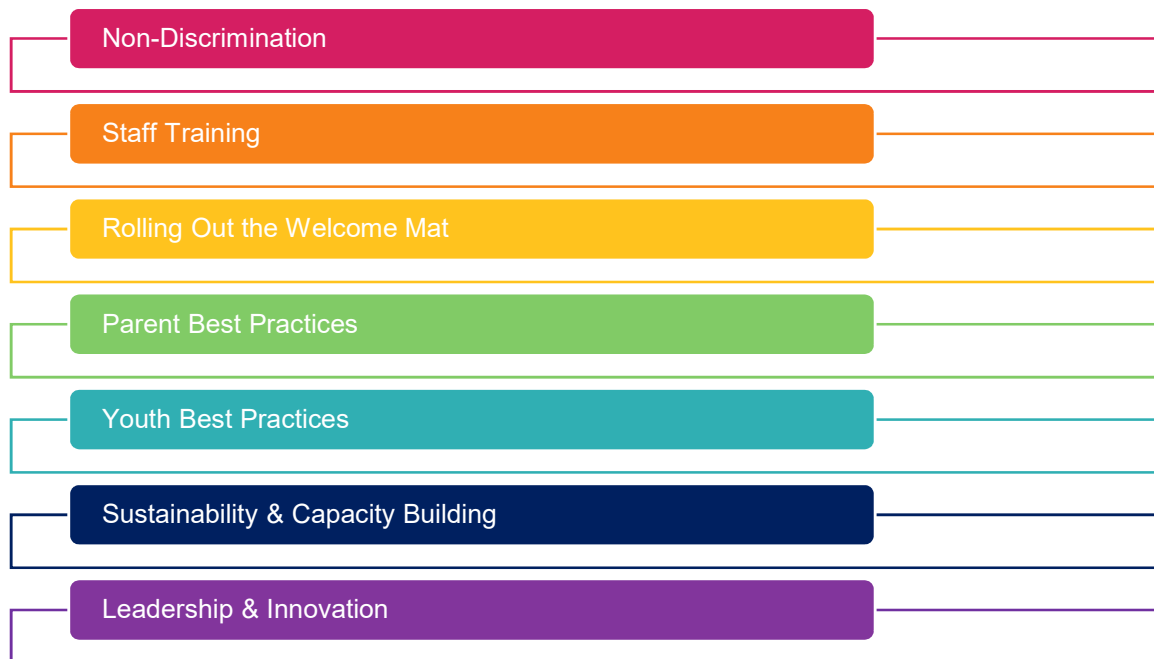 Non-Discrimination
Staff Training
Rolling Out the Welcome Mat
Parent Best Practices
Youth Best Practices
Sustainability & Capacity Building
Leadership & Innovation